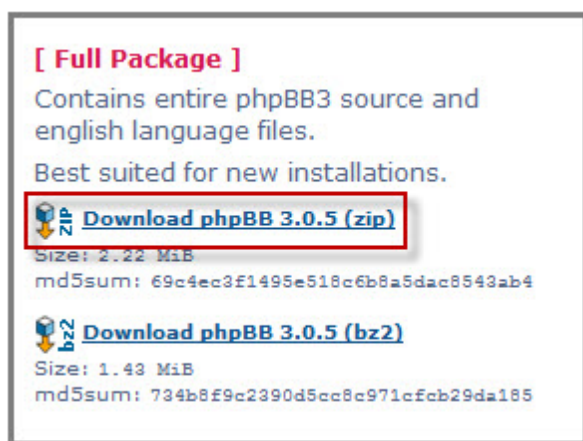 [ Full Package ]
Contains entire phpBB3 source and
english language files.
Best suited for new installations.
ZIP Download phpBB 3.0.5 (zip)
Size: 2.22 MiB
md5sum: 69c4ec3f1495e518c6b8a5dac8543ab4
bz2 Download phpBB 3.0.5 (bz2)
Size: 1.43 MiB
md5sum: 734b8f9c2390d5cc8c971cfcb29da185